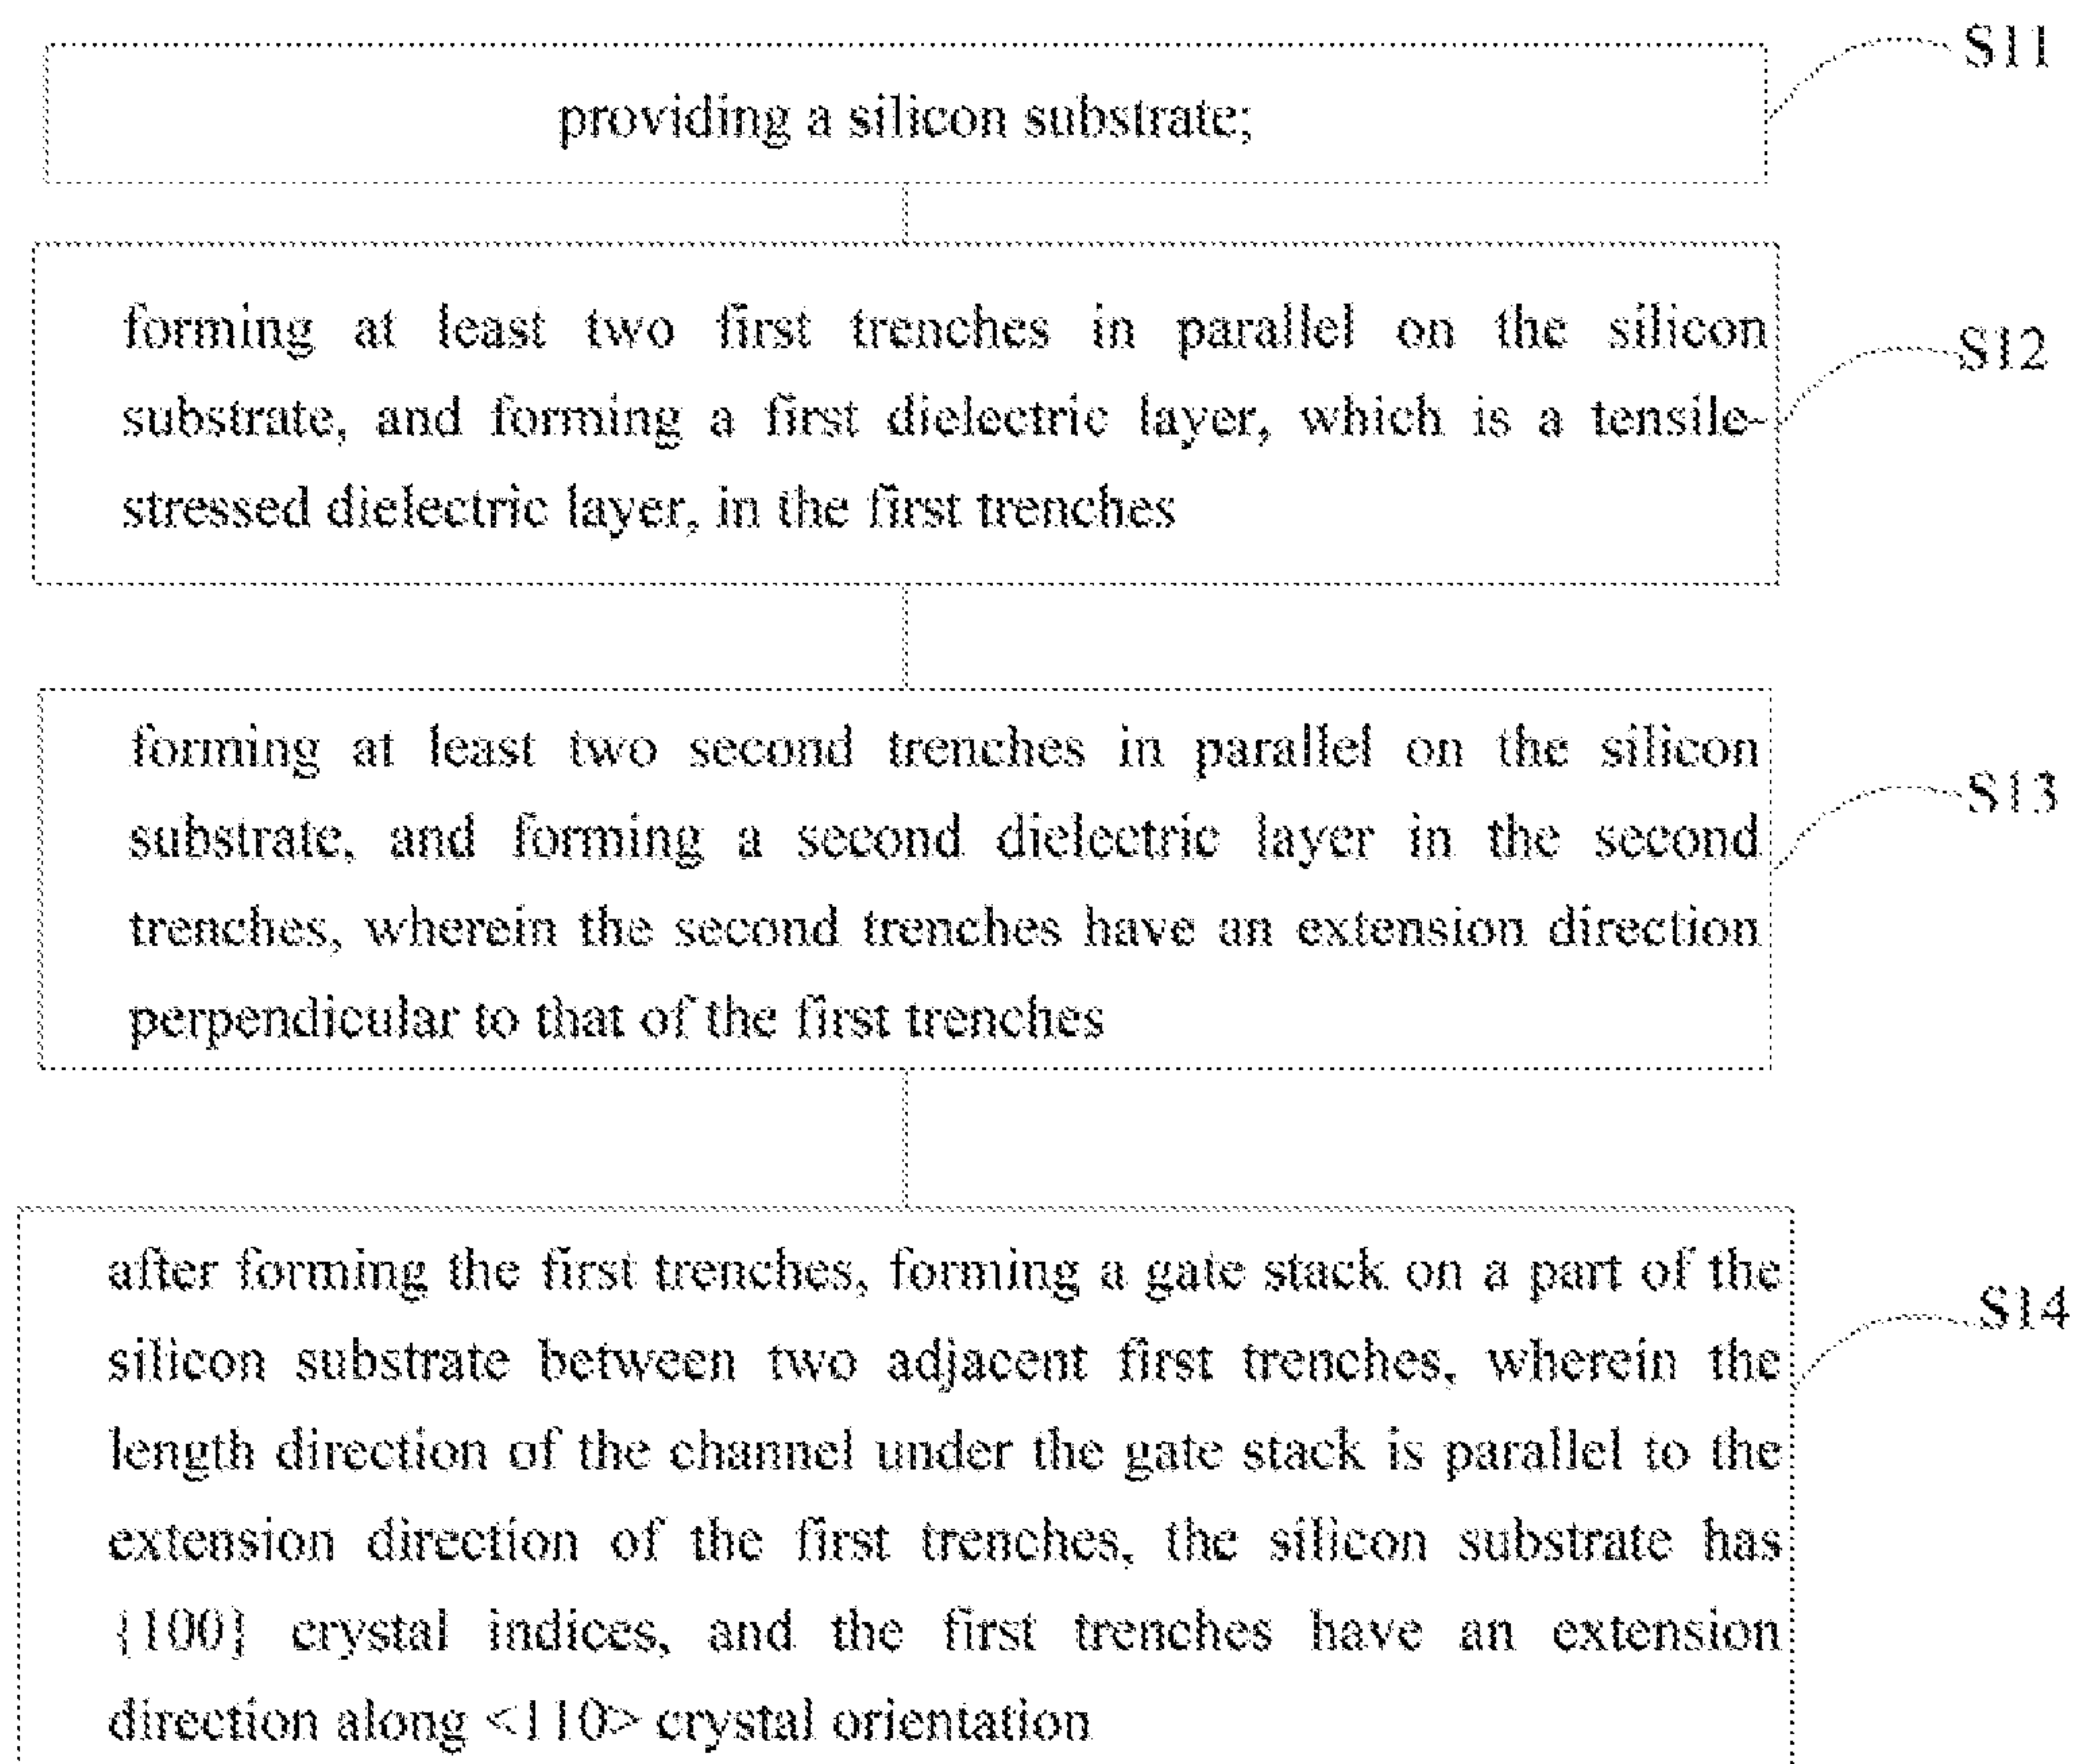 S11
providing a silicon substrate;
forming at least two first trenches in parallel on the silicon
S12
substrate, and forming a first dielectric layer, which is a tensile-
stressed dielectric layer, in the first trenches
forming at least two second trenches in parallel on the silicon
S13
substrate, and forming a second dielectric layer in the second
trenches, wherein the second trenches have an extension direction
perpendicular to that of the first trenches
after forming the first trenches, forming a gate stack on a part of the
S14
silicon substrate between two adjacent first trenches, wherein the
length direction of the channel under the gate stack is parallel to the
extension direction of the first trenches, the silicon substrate has
{100} crystal indices, and the first trenches have an extension
direction along <110> crystal orientation